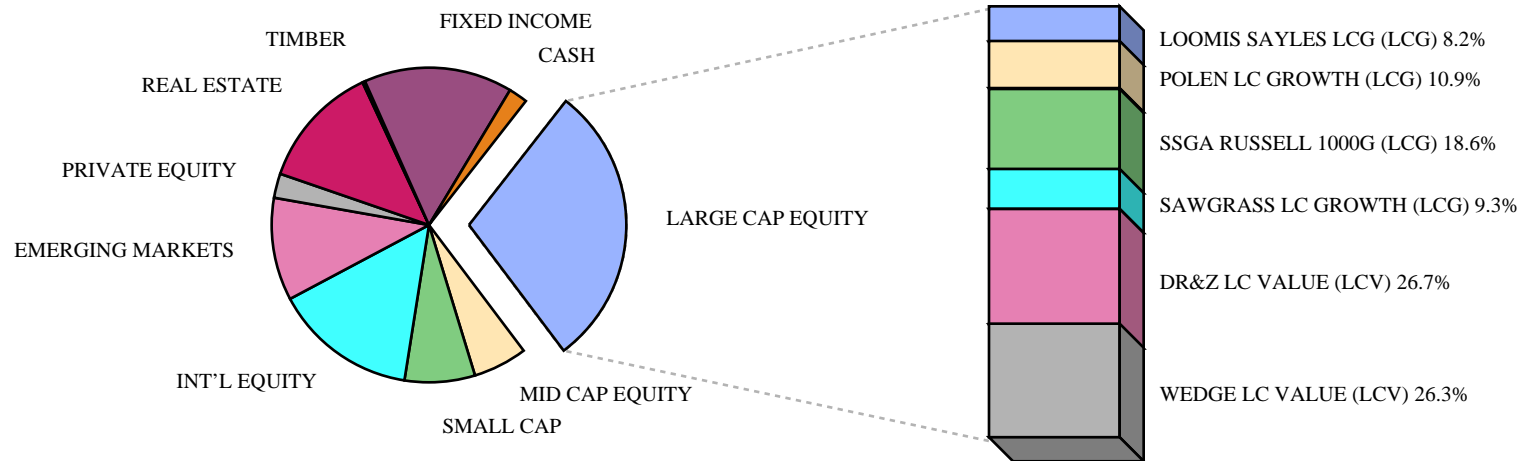 FIXED INCOME
TIMBER
CASH
REAL ESTATE
PRIVATE EQUITY
LARGE CAP EQUITY
EMERGING MARKETS
INT'L EQUITY
MID CAP EQUITY
SMALL CAP
LOOMIS SAYLES LCG (LCG) 8.2%
POLEN LC GROWTH (LCG) 10.9%
SSGA RUSSELL 1000G (LCG) 18.6%
SAWGRASS LC GROWTH (LCG) 9.3%
DR&Z LC VALUE (LCV) 26.7%
WEDGE LC VALUE (LCV) 26.3%